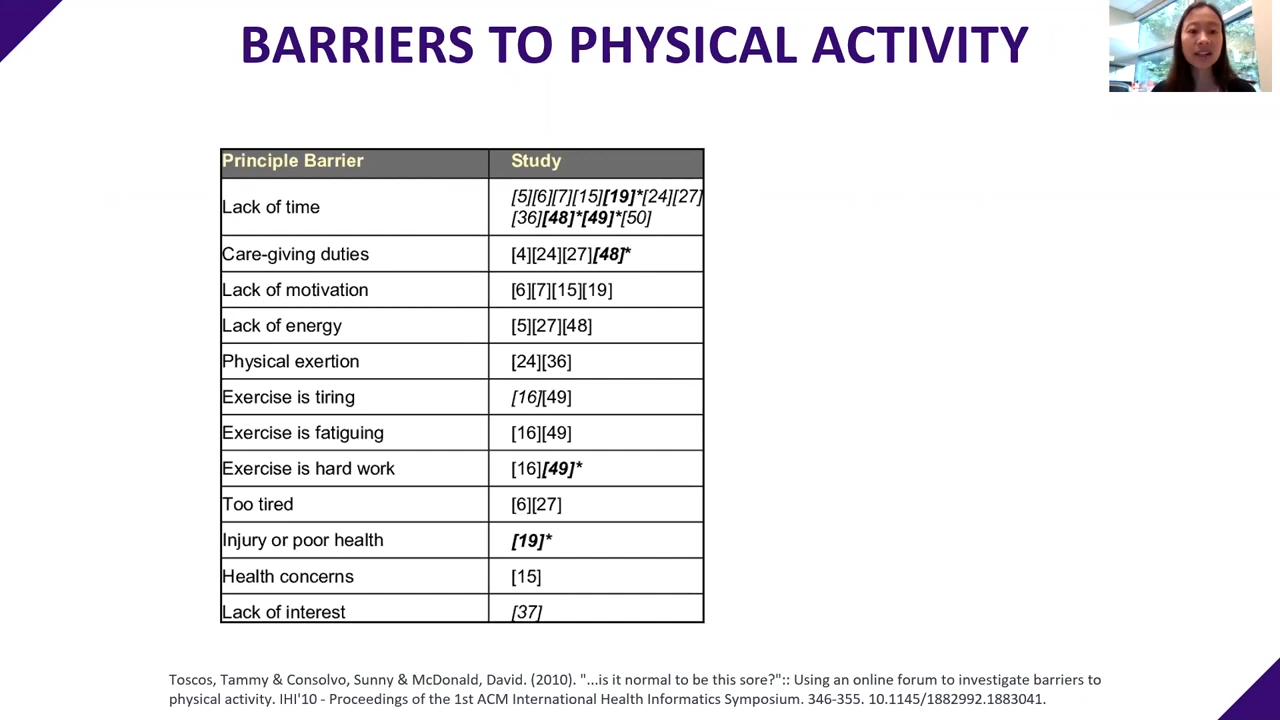 BARRIERS TO PHYSICAL ACTIVITY
Principle Barrier Study
Lack of time [5][6][7][15][19]*[24][27]
[36][48]*[49]*[50]
Care-giving duties [4][24][27][48]*
Lack of motivation [6][7][15][19]
Lack of energy [5][27][48]
Physical exertion [24][36]
Exercise is tiring [16][49]
Exercise is fatiguing [16][49]
Exercise is hard work [16][49]*
Too tired [6][27]
Injury or poor health [19]*
Health concerns [15]
Lack of interest [37]
Toscos, Tammy & Consolvo, Sunny & McDonald, David. (2010). "...is it normal to be this sore?":: Using an online forum to investigate barriers to
physical activity. IHI'10 - Proceedings of the 1st ACM International Health Informatics Symposium. 346-355. 10.1145/1882992.1883041.